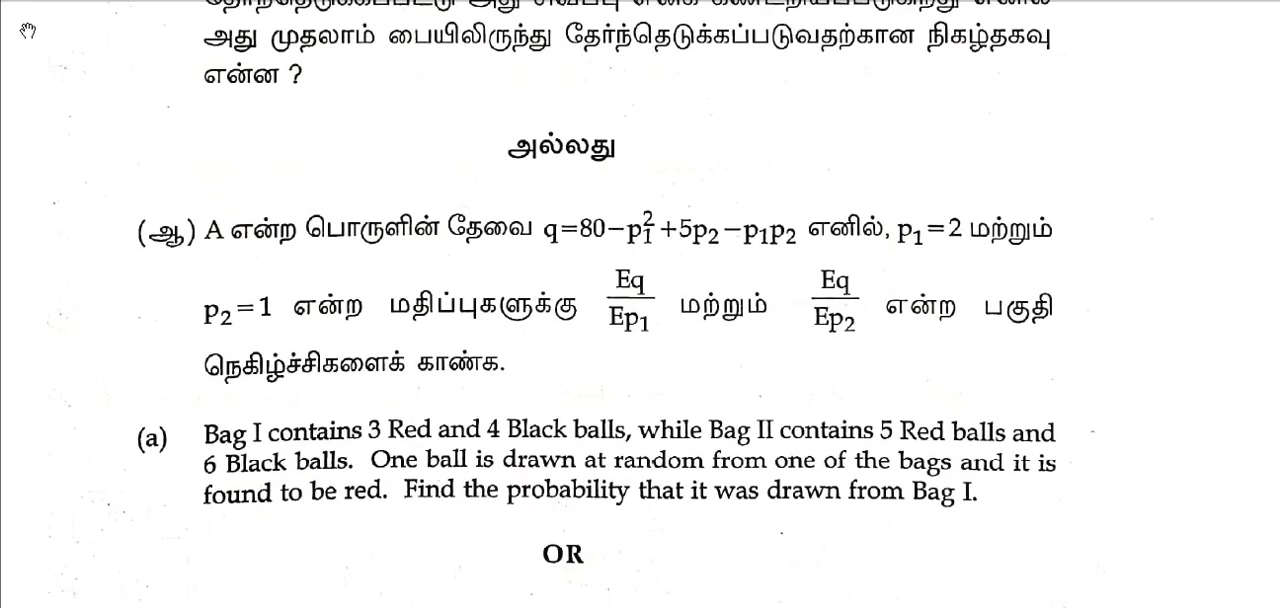 அது முதலாம் பையிலிருந்து தேர்ந்தெடுக்கப்படுவதற்கான நிகழ்தகவு
என்ன ?
அல்லது
(ஆ) A என்ற பொருளின் தேவை q=80−p₁²+5p₂−p₁p₂ எனில், p₁=2 மற்றும்
p₂=1 என்ற மதிப்புகளுக்கு Eq/Ep₁ மற்றும் Eq/Ep₂ என்ற பகுதி
நெகிழ்ச்சிகளைக் காண்க.
(a) Bag I contains 3 Red and 4 Black balls, while Bag II contains 5 Red balls and
6 Black balls. One ball is drawn at random from one of the bags and it is
found to be red. Find the probability that it was drawn from Bag I.
OR